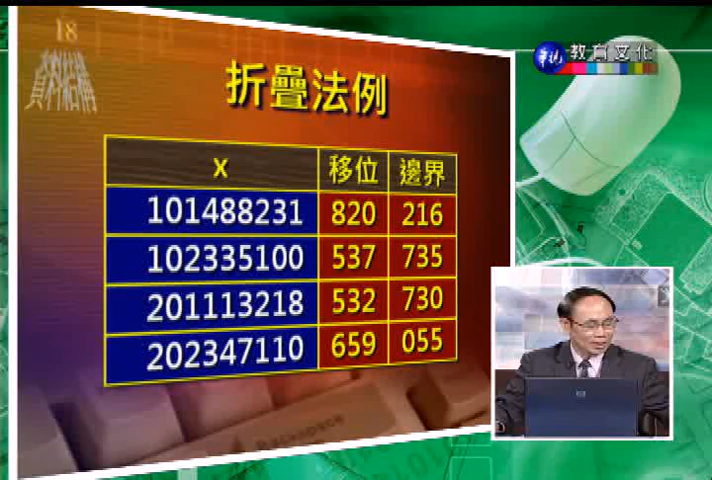 18
資料結構
華視 教育文化
折疊法例
x 移位 邊界
101488231 820 216
102335100 537 735
201113218 532 730
202347110 659 055